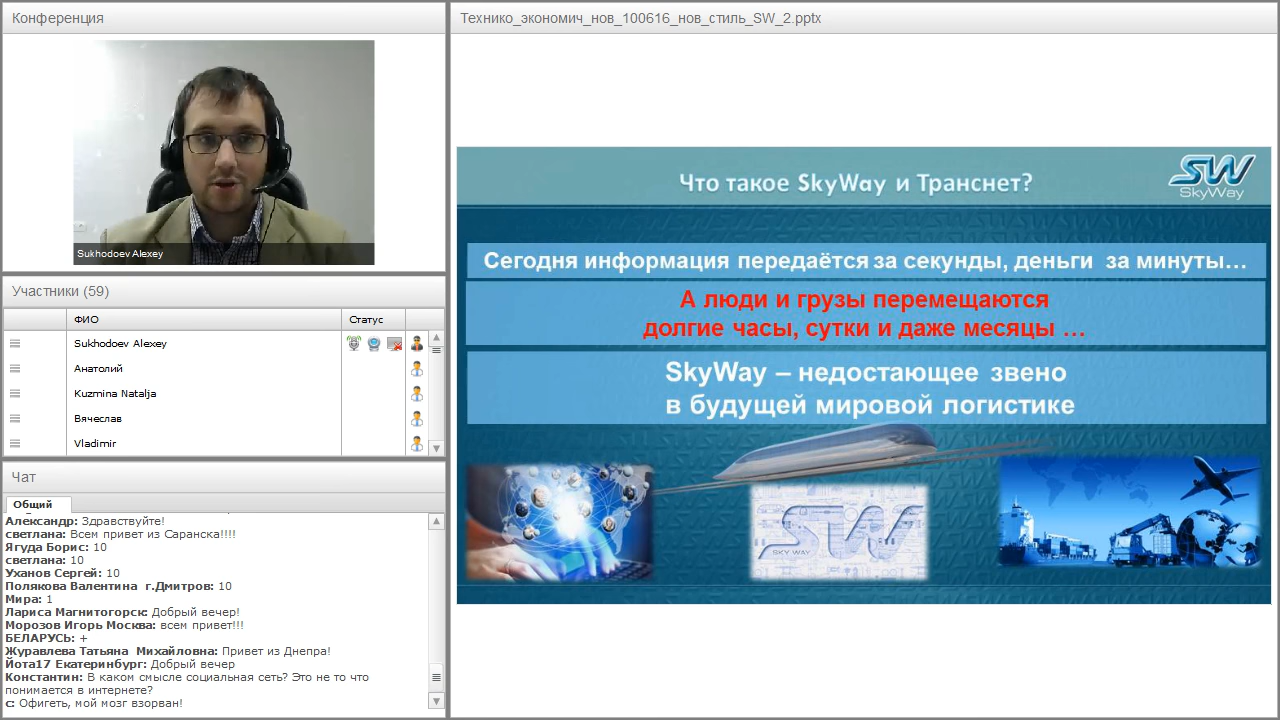 Конференция
Sukhodoev Alexey
Участники (59)
ФИО Статус
Sukhodoev Alexey
Анатолий
Kuzmina Natalja
Вячеслав
Vladimir
Чат
Общий
Александр: Здравствуйте!
светлана: Всем привет из Саранска!!!!
Ягуда Борис: 10
светлана: 10
Уханов Сергей: 10
Полякова Валентина г.Дмитров: 10
Мира: 1
Лариса Магнитогорск: Добрый вечер!
Морозов Игорь Москва: всем привет!!!
БЕЛАРУСЬ: +
Журавлева Татьяна Михайловна: Привет из Днепра!
Йота17 Екатеринбург: Добрый вечер
Константин: В каком смысле социальная сеть? Это не то что
понимается в интернете?
с: Офигеть, мой мозг взорван!
Технико_экономич_нов_100616_нов_стиль_SW_2.pptx
Что такое SkyWay и Транснет?
SW
SkyWay
Сегодня информация передаётся за секунды, деньги за минуты…
А люди и грузы перемещаются
долгие часы, сутки и даже месяцы …
SkyWay – недостающее звено
в будущей мировой логистике
SW
SKY WAY